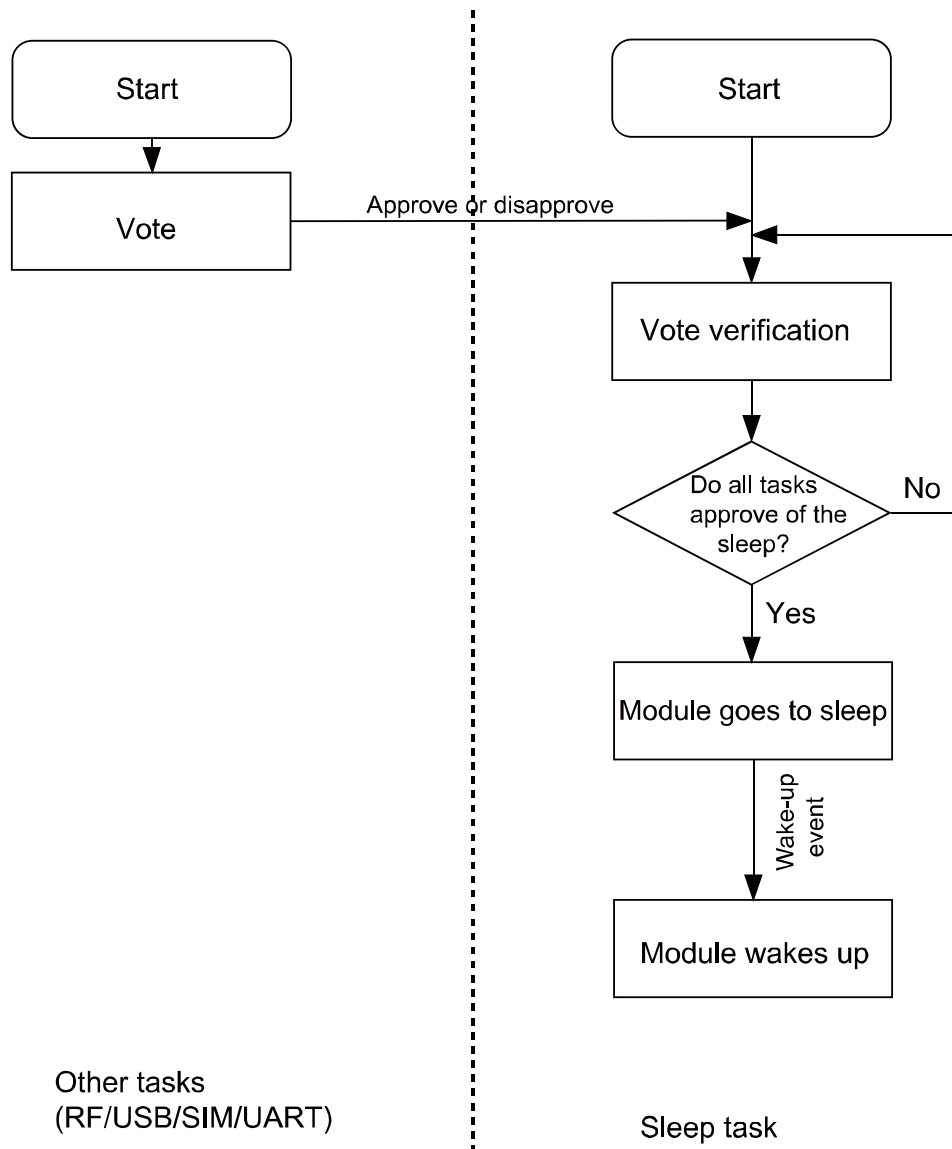 Start
Start
Vote
Approve or disapprove
Vote verification
Do all tasks
approve of the
sleep?
No
Yes
Module goes to sleep
Wake-up
event
Module wakes up
Other tasks
(RF/USB/SIM/UART)
Sleep task